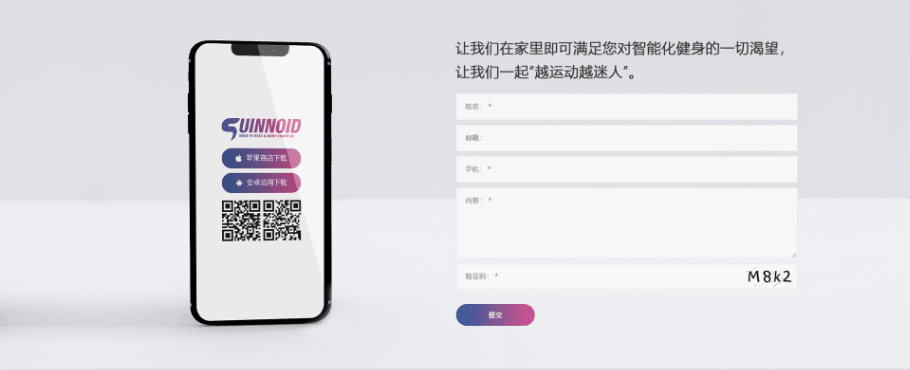 SUINNOID
苹果商店下载
安卓应用下载
让我们在家里即可满足您对智能化健身的一切渴望，
让我们一起“越运动越迷人”。
姓名： *
邮箱：
手机： *
内容： *
验证码： *
M8k2
提交